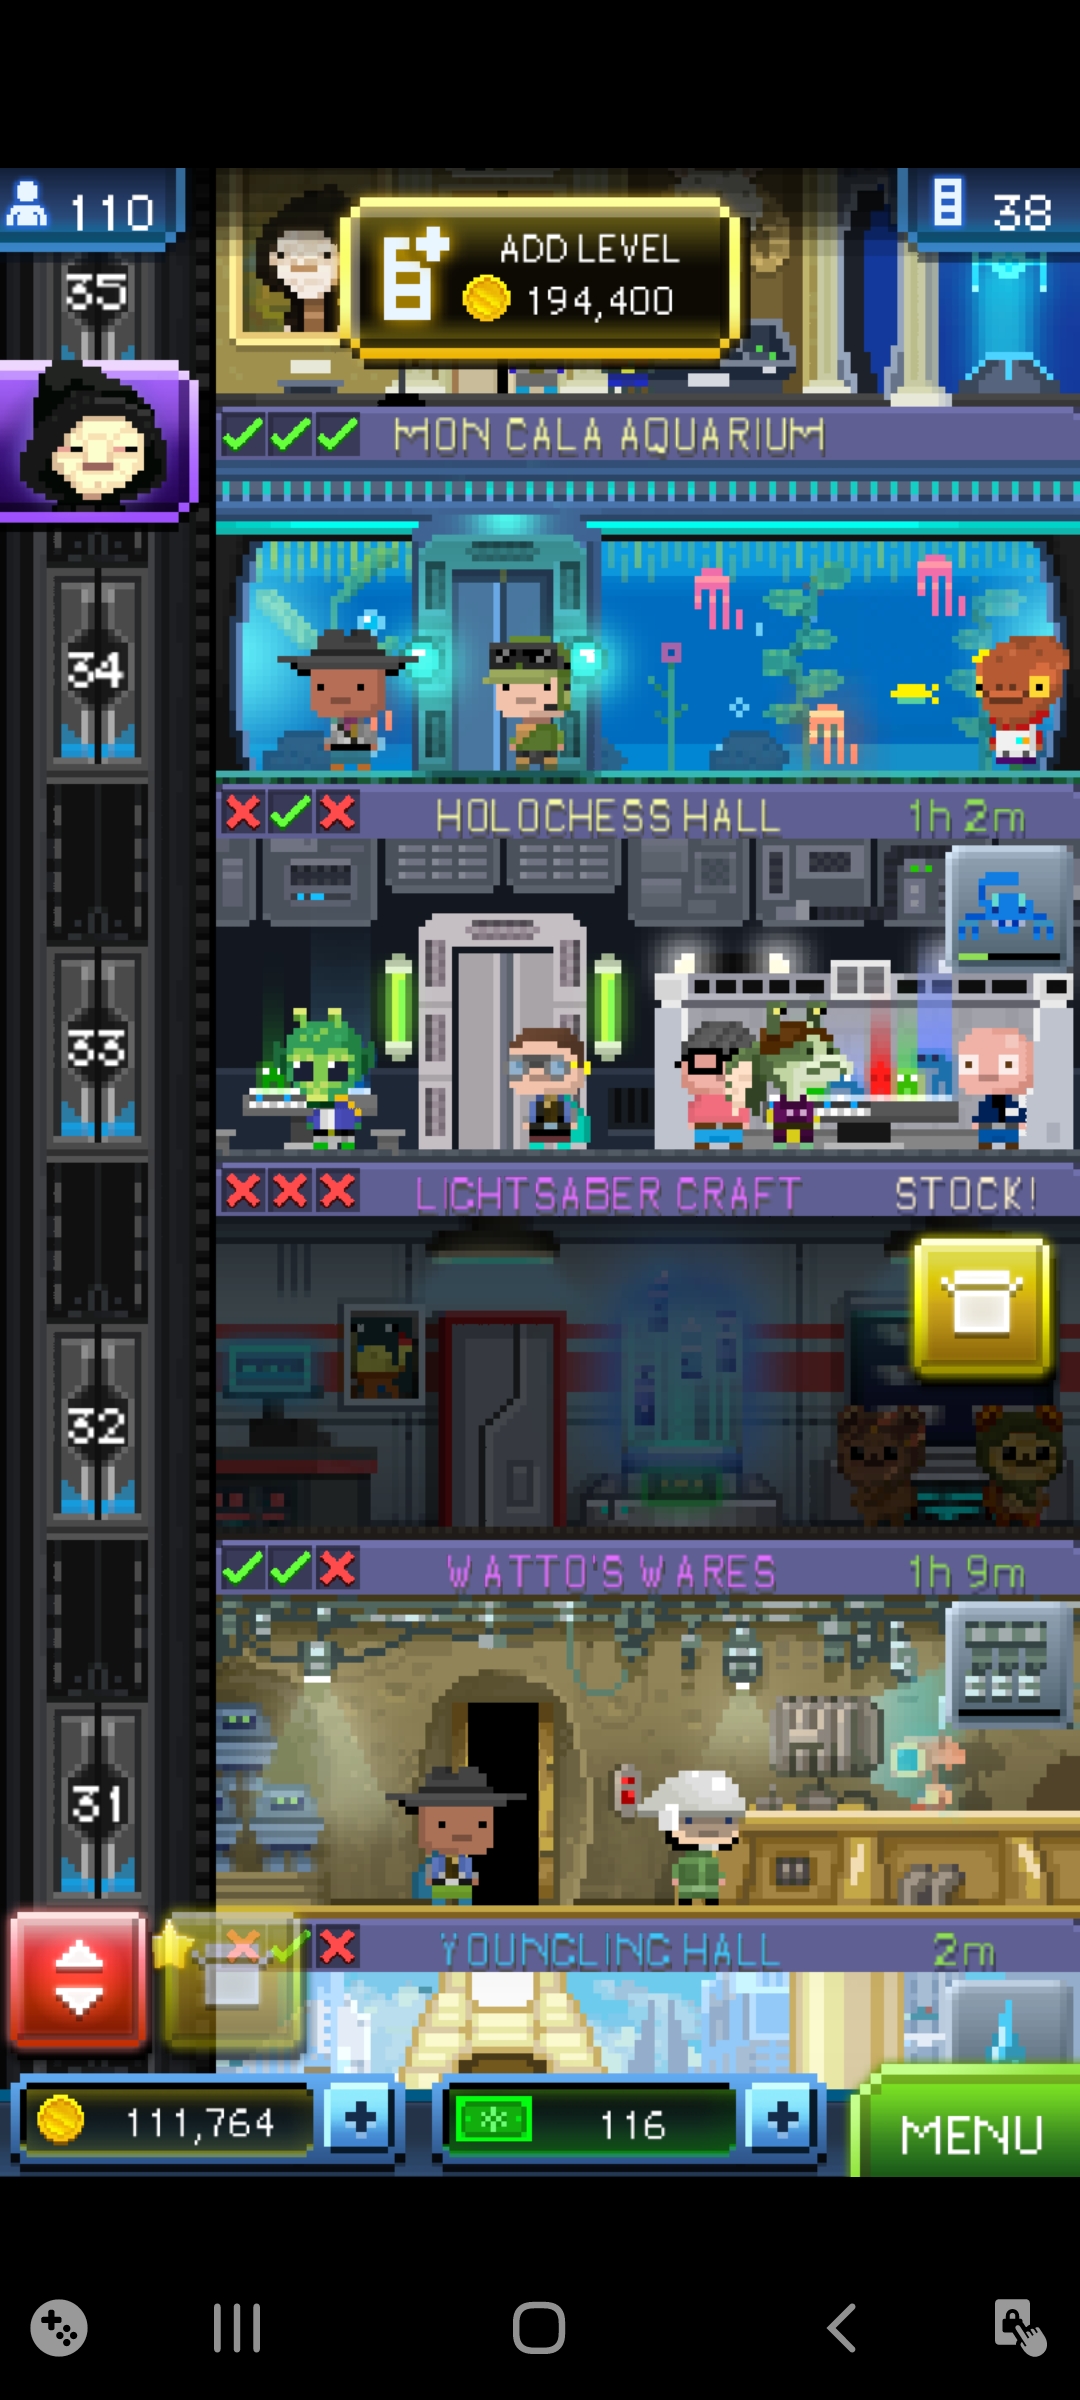 110
38
ADD LEVEL
194,400
35
MON CALA AQUARIUM
34
HOLOCHESS HALL 1h 2m
33
LIGHTSABER CRAFT STOCK!
32
WATTO'S WARES 1h 9m
31
YOUNGLING HALL 2m
111,764
116
MENU